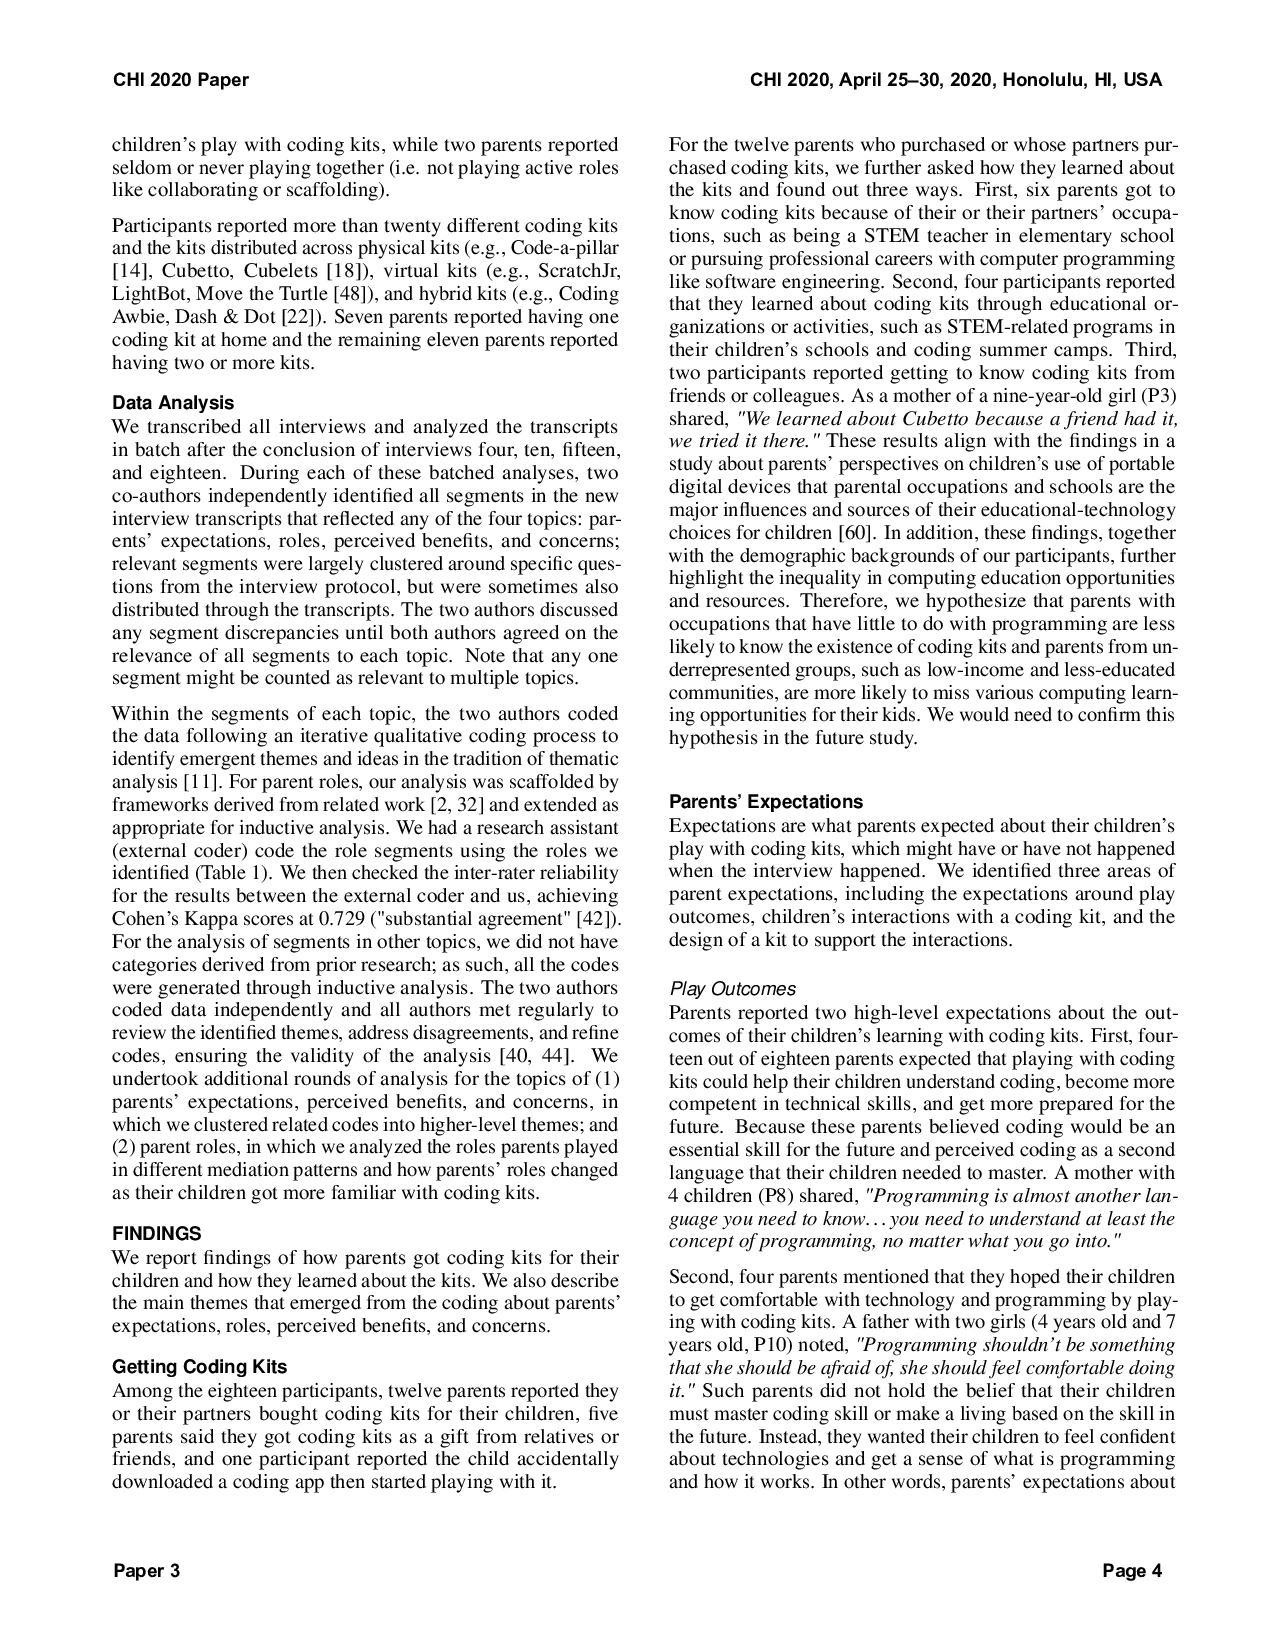 CHI 2020 Paper
CHI 2020, April 25–30, 2020, Honolulu, HI, USA
children's play with coding kits, while two parents reported
seldom or never playing together (i.e. not playing active roles
like collaborating or scaffolding).
Participants reported more than twenty different coding kits
and the kits distributed across physical kits (e.g., Code-a-pillar
[14], Cubetto, Cubelets [18]), virtual kits (e.g., ScratchJr,
LightBot, Move the Turtle [48]), and hybrid kits (e.g., Coding
Awbie, Dash & Dot [22]). Seven parents reported having one
coding kit at home and the remaining eleven parents reported
having two or more kits.
Data Analysis
We transcribed all interviews and analyzed the transcripts
in batch after the conclusion of interviews four, ten, fifteen,
and eighteen. During each of these batched analyses, two
co-authors independently identified all segments in the new
interview transcripts that reflected any of the four topics: par-
ents' expectations, roles, perceived benefits, and concerns;
relevant segments were largely clustered around specific ques-
tions from the interview protocol, but were sometimes also
distributed through the transcripts. The two authors discussed
any segment discrepancies until both authors agreed on the
relevance of all segments to each topic. Note that any one
segment might be counted as relevant to multiple topics.
Within the segments of each topic, the two authors coded
the data following an iterative qualitative coding process to
identify emergent themes and ideas in the tradition of thematic
analysis [11]. For parent roles, our analysis was scaffolded by
frameworks derived from related work [2, 32] and extended as
appropriate for inductive analysis. We had a research assistant
(external coder) code the role segments using the roles we
identified (Table 1). We then checked the inter-rater reliability
for the results between the external coder and us, achieving
Cohen's Kappa scores at 0.729 ("substantial agreement" [42]).
For the analysis of segments in other topics, we did not have
categories derived from prior research; as such, all the codes
were generated through inductive analysis. The two authors
coded data independently and all authors met regularly to
review the identified themes, address disagreements, and refine
codes, ensuring the validity of the analysis [40, 44]. We
undertook additional rounds of analysis for the topics of (1)
parents' expectations, perceived benefits, and concerns, in
which we clustered related codes into higher-level themes; and
(2) parent roles, in which we analyzed the roles parents played
in different mediation patterns and how parents' roles changed
as their children got more familiar with coding kits.
FINDINGS
We report findings of how parents got coding kits for their
children and how they learned about the kits. We also describe
the main themes that emerged from the coding about parents'
expectations, roles, perceived benefits, and concerns.
Getting Coding Kits
Among the eighteen participants, twelve parents reported they
or their partners bought coding kits for their children, five
parents said they got coding kits as a gift from relatives or
friends, and one participant reported the child accidentally
downloaded a coding app then started playing with it.
For the twelve parents who purchased or whose partners pur-
chased coding kits, we further asked how they learned about
the kits and found out three ways. First, six parents got to
know coding kits because of their or their partners' occupa-
tions, such as being a STEM teacher in elementary school
or pursuing professional careers with computer programming
like software engineering. Second, four participants reported
that they learned about coding kits through educational or-
ganizations or activities, such as STEM-related programs in
their children's schools and coding summer camps. Third,
two participants reported getting to know coding kits from
friends or colleagues. As a mother of a nine-year-old girl (P3)
shared, "We learned about Cubetto because a friend had it,
we tried it there." These results align with the findings in a
study about parents' perspectives on children's use of portable
digital devices that parental occupations and schools are the
major influences and sources of their educational-technology
choices for children [60]. In addition, these findings, together
with the demographic backgrounds of our participants, further
highlight the inequality in computing education opportunities
and resources. Therefore, we hypothesize that parents with
occupations that have little to do with programming are less
likely to know the existence of coding kits and parents from un-
derrepresented groups, such as low-income and less-educated
communities, are more likely to miss various computing learn-
ing opportunities for their kids. We would need to confirm this
hypothesis in the future study.
Parents' Expectations
Expectations are what parents expected about their children's
play with coding kits, which might have or have not happened
when the interview happened. We identified three areas of
parent expectations, including the expectations around play
outcomes, children's interactions with a coding kit, and the
design of a kit to support the interactions.
Play Outcomes
Parents reported two high-level expectations about the out-
comes of their children's learning with coding kits. First, four-
teen out of eighteen parents expected that playing with coding
kits could help their children understand coding, become more
competent in technical skills, and get more prepared for the
future. Because these parents believed coding would be an
essential skill for the future and perceived coding as a second
language that their children needed to master. A mother with
4 children (P8) shared, "Programming is almost another lan-
guage you need to know...you need to understand at least the
concept of programming, no matter what you go into."
Second, four parents mentioned that they hoped their children
to get comfortable with technology and programming by play-
ing with coding kits. A father with two girls (4 years old and 7
years old, P10) noted, "Programming shouldn't be something
that she should be afraid of, she should feel comfortable doing
it." Such parents did not hold the belief that their children
must master coding skill or make a living based on the skill in
the future. Instead, they wanted their children to feel confident
about technologies and get a sense of what is programming
and how it works. In other words, parents' expectations about
Paper 3
Page 4